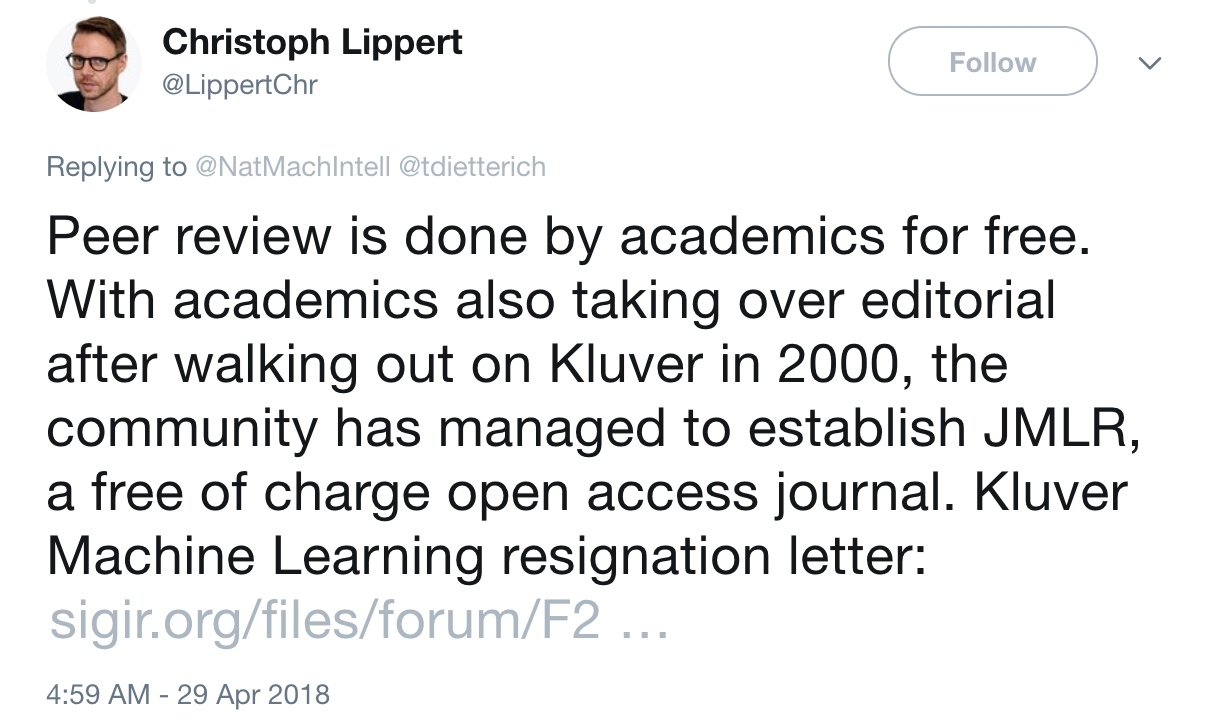 Christoph Lippert
@LippertChr
Follow
Replying to @NatMachIntell @tdietterich
Peer review is done by academics for free.
With academics also taking over editorial
after walking out on Kluver in 2000, the
community has managed to establish JMLR,
a free of charge open access journal. Kluver
Machine Learning resignation letter:
sigir.org/files/forum/F2 …
4:59 AM - 29 Apr 2018